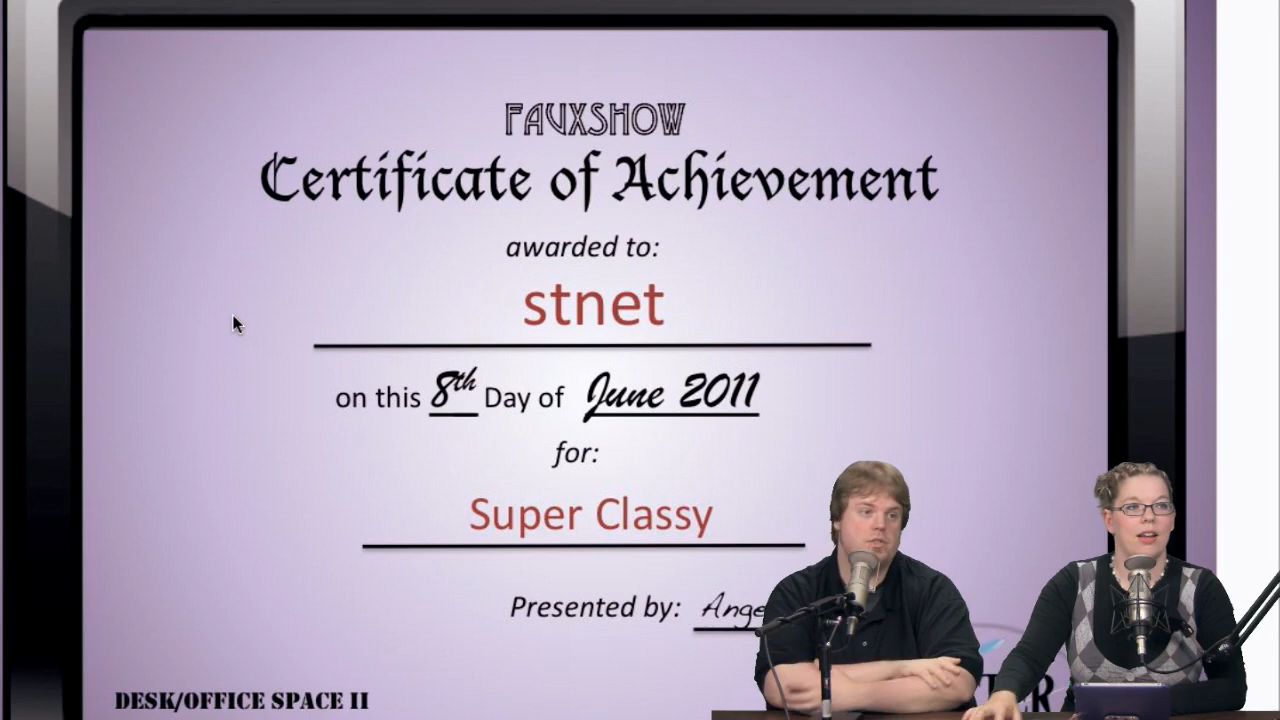 FAUXSHOW
Certificate of Achievement
awarded to:
stnet
on this 8th Day of June 2011
for:
Super Classy
Presented by:
DESK/OFFICE SPACE II